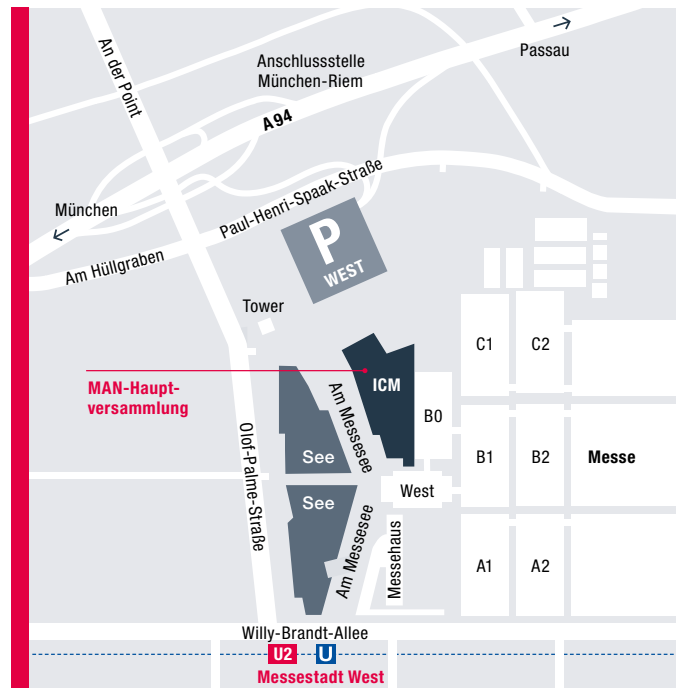 An der Point
Anschlussstelle
München-Riem
Passau
A94
Paul-Henri-Spaak-Straße
München
Am Hüllgraben
P
WEST
Tower
C1
C2
MAN-Haupt-
versammlung
ICM
Am Messesee
B0
Olof-Palme-Straße
See
B1
B2
Messe
West
See
Am Messesee
Messehaus
A1
A2
Willy-Brandt-Allee
U2
U
Messestadt West